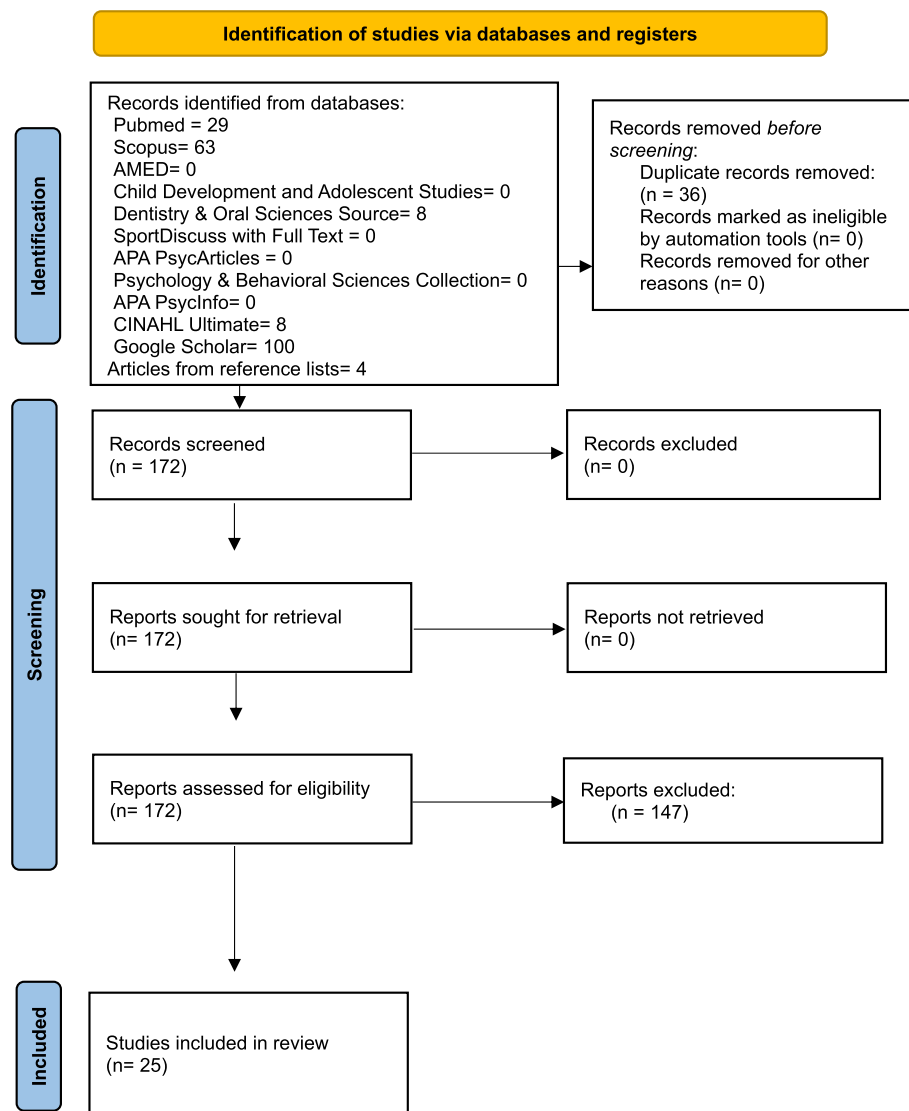 Identification of studies via databases and registers
Identification
Records identified from databases:
Pubmed = 29
Scopus= 63
AMED= 0
Child Development and Adolescent Studies= 0
Dentistry & Oral Sciences Source= 8
SportDiscuss with Full Text = 0
APA PsycArticles = 0
Psychology & Behavioral Sciences Collection= 0
APA PsycInfo= 0
CINAHL Ultimate= 8
Google Scholar= 100
Articles from reference lists= 4
Records removed before
screening:
Duplicate records removed:
(n = 36)
Records marked as ineligible
by automation tools (n= 0)
Records removed for other
reasons (n= 0)
Screening
Records screened
(n = 172)
Records excluded
(n= 0)
Reports sought for retrieval
(n= 172)
Reports not retrieved
(n= 0)
Reports assessed for eligibility
(n= 172)
Reports excluded:
(n = 147)
Included
Studies included in review
(n= 25)